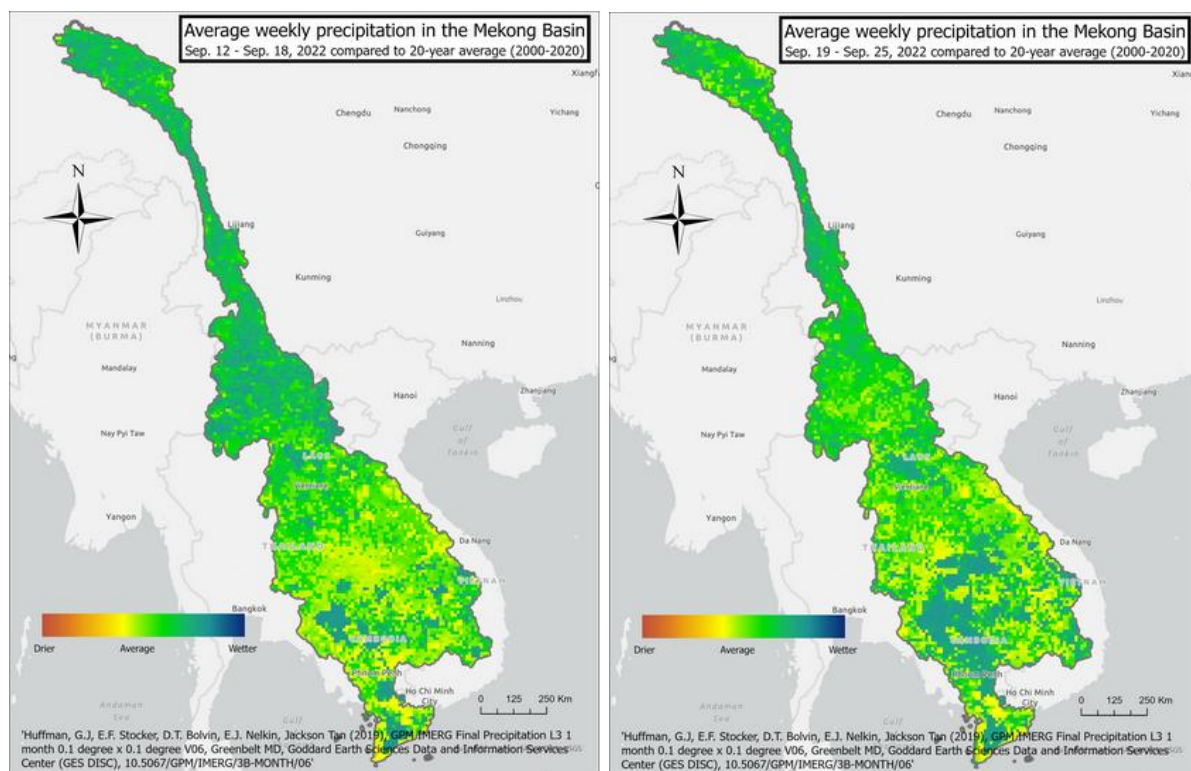 Average weekly precipitation in the Mekong Basin
Sep. 12 - Sep. 18, 2022 compared to 20-year average (2000-2020)
Chengdu
Nanchong
Yichang
Chongqing
N
Lijiang
Guiyang
Kunming
Linzhou
MYANMAR
(BURMA)
Nanning
Mandalay
Hanoi
Zhanjiang
Nay Pyi Taw
Gulf
of
Tonkin
LAOS
Vientiane
Yangon
Da Nang
THAILAND
VIETNAM
Bangkok
CAMBODIA
Drier
Average
Wetter
Phnom Penh
Ho Chi Minh
City
0 125 250 Km
Andaman
Sea
Gulf
'Huffman, G.J, E.F. Stocker, D.T. Bolvin, E.J. Nelkin, Jackson Tan (2019), GPM IMERG Final Precipitation L3 1
month 0.1 degree x 0.1 degree V06, Greenbelt MD, Goddard Earth Sciences Data and Information Services
Center (GES DISC), 10.5067/GPM/IMERG/3B-MONTH/06'
Average weekly precipitation in the Mekong Basin
Sep. 19 - Sep. 25, 2022 compared to 20-year average (2000-2020)
Chengdu
Nanchong
Yichang
Chongqing
N
Lijiang
Guiyang
Kunming
Linzhou
MYANMAR
(BURMA)
Nanning
Mandalay
Hanoi
Zhanjiang
Nay Pyi Taw
Gulf
of
Tonkin
LAOS
Vientiane
Yangon
Da Nang
THAILAND
VIETNAM
Bangkok
CAMBODIA
Drier
Average
Wetter
Phnom Penh
Ho Chi Minh
City
0 125 250 Km
Andaman
Sea
Gulf
'Huffman, G.J, E.F. Stocker, D.T. Bolvin, E.J. Nelkin, Jackson Tan (2019), GPM IMERG Final Precipitation L3 1
month 0.1 degree x 0.1 degree V06, Greenbelt MD, Goddard Earth Sciences Data and Information Services
Center (GES DISC), 10.5067/GPM/IMERG/3B-MONTH/06'